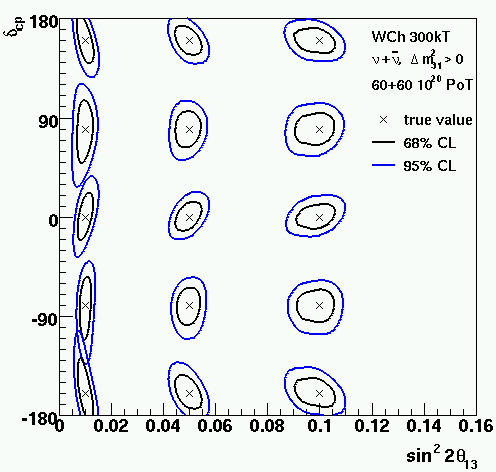 δcp
180
90
0
-90
-180
WCh 300kT
ν+ν̅, Δ m²₃₁ > 0
60+60 10²⁰ PoT
× true value
68% CL
95% CL
0 0.02 0.04 0.06 0.08 0.1 0.12 0.14 0.16
sin² 2θ₁₃